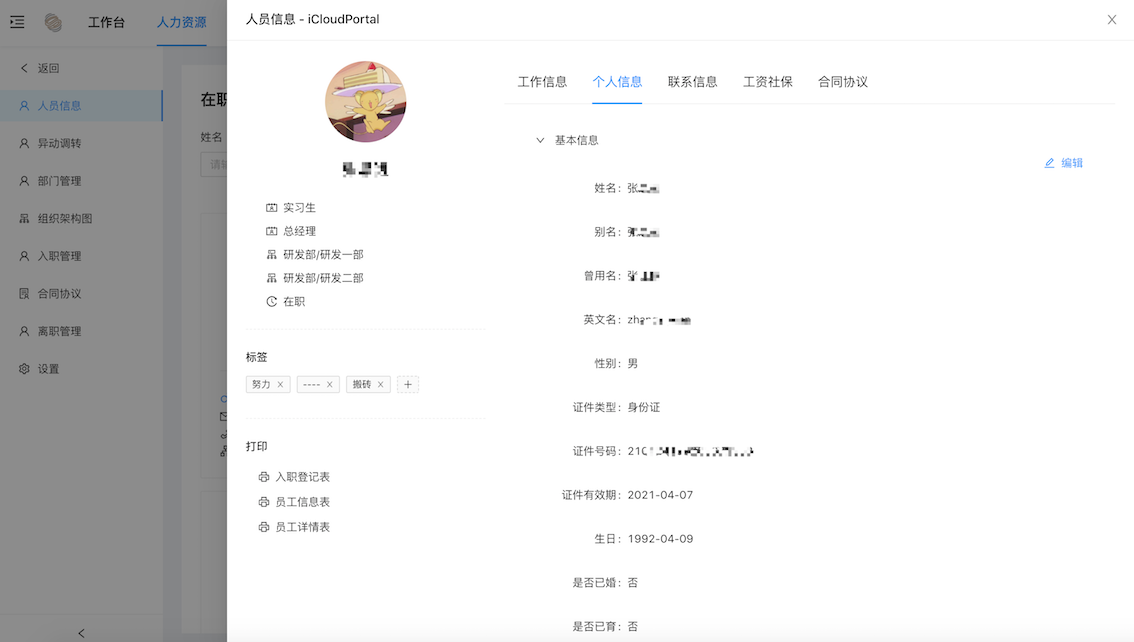 人员信息 - iCloudPortal
工作台
人力资源
返回
人员信息
异动调转
部门管理
组织架构图
入职管理
合同协议
离职管理
设置
在职
姓名
实习生
总经理
研发部/研发一部
研发部/研发二部
在职
标签
努力
----
搬砖
打印
入职登记表
员工信息表
员工详情表
工作信息 个人信息 联系信息 工资社保 合同协议
基本信息
编辑
姓名: 张
别名:
曾用名: 张
英文名: zha
性别: 男
证件类型: 身份证
证件号码: 210
证件有效期: 2021-04-07
生日: 1992-04-09
是否已婚: 否
是否已育: 否